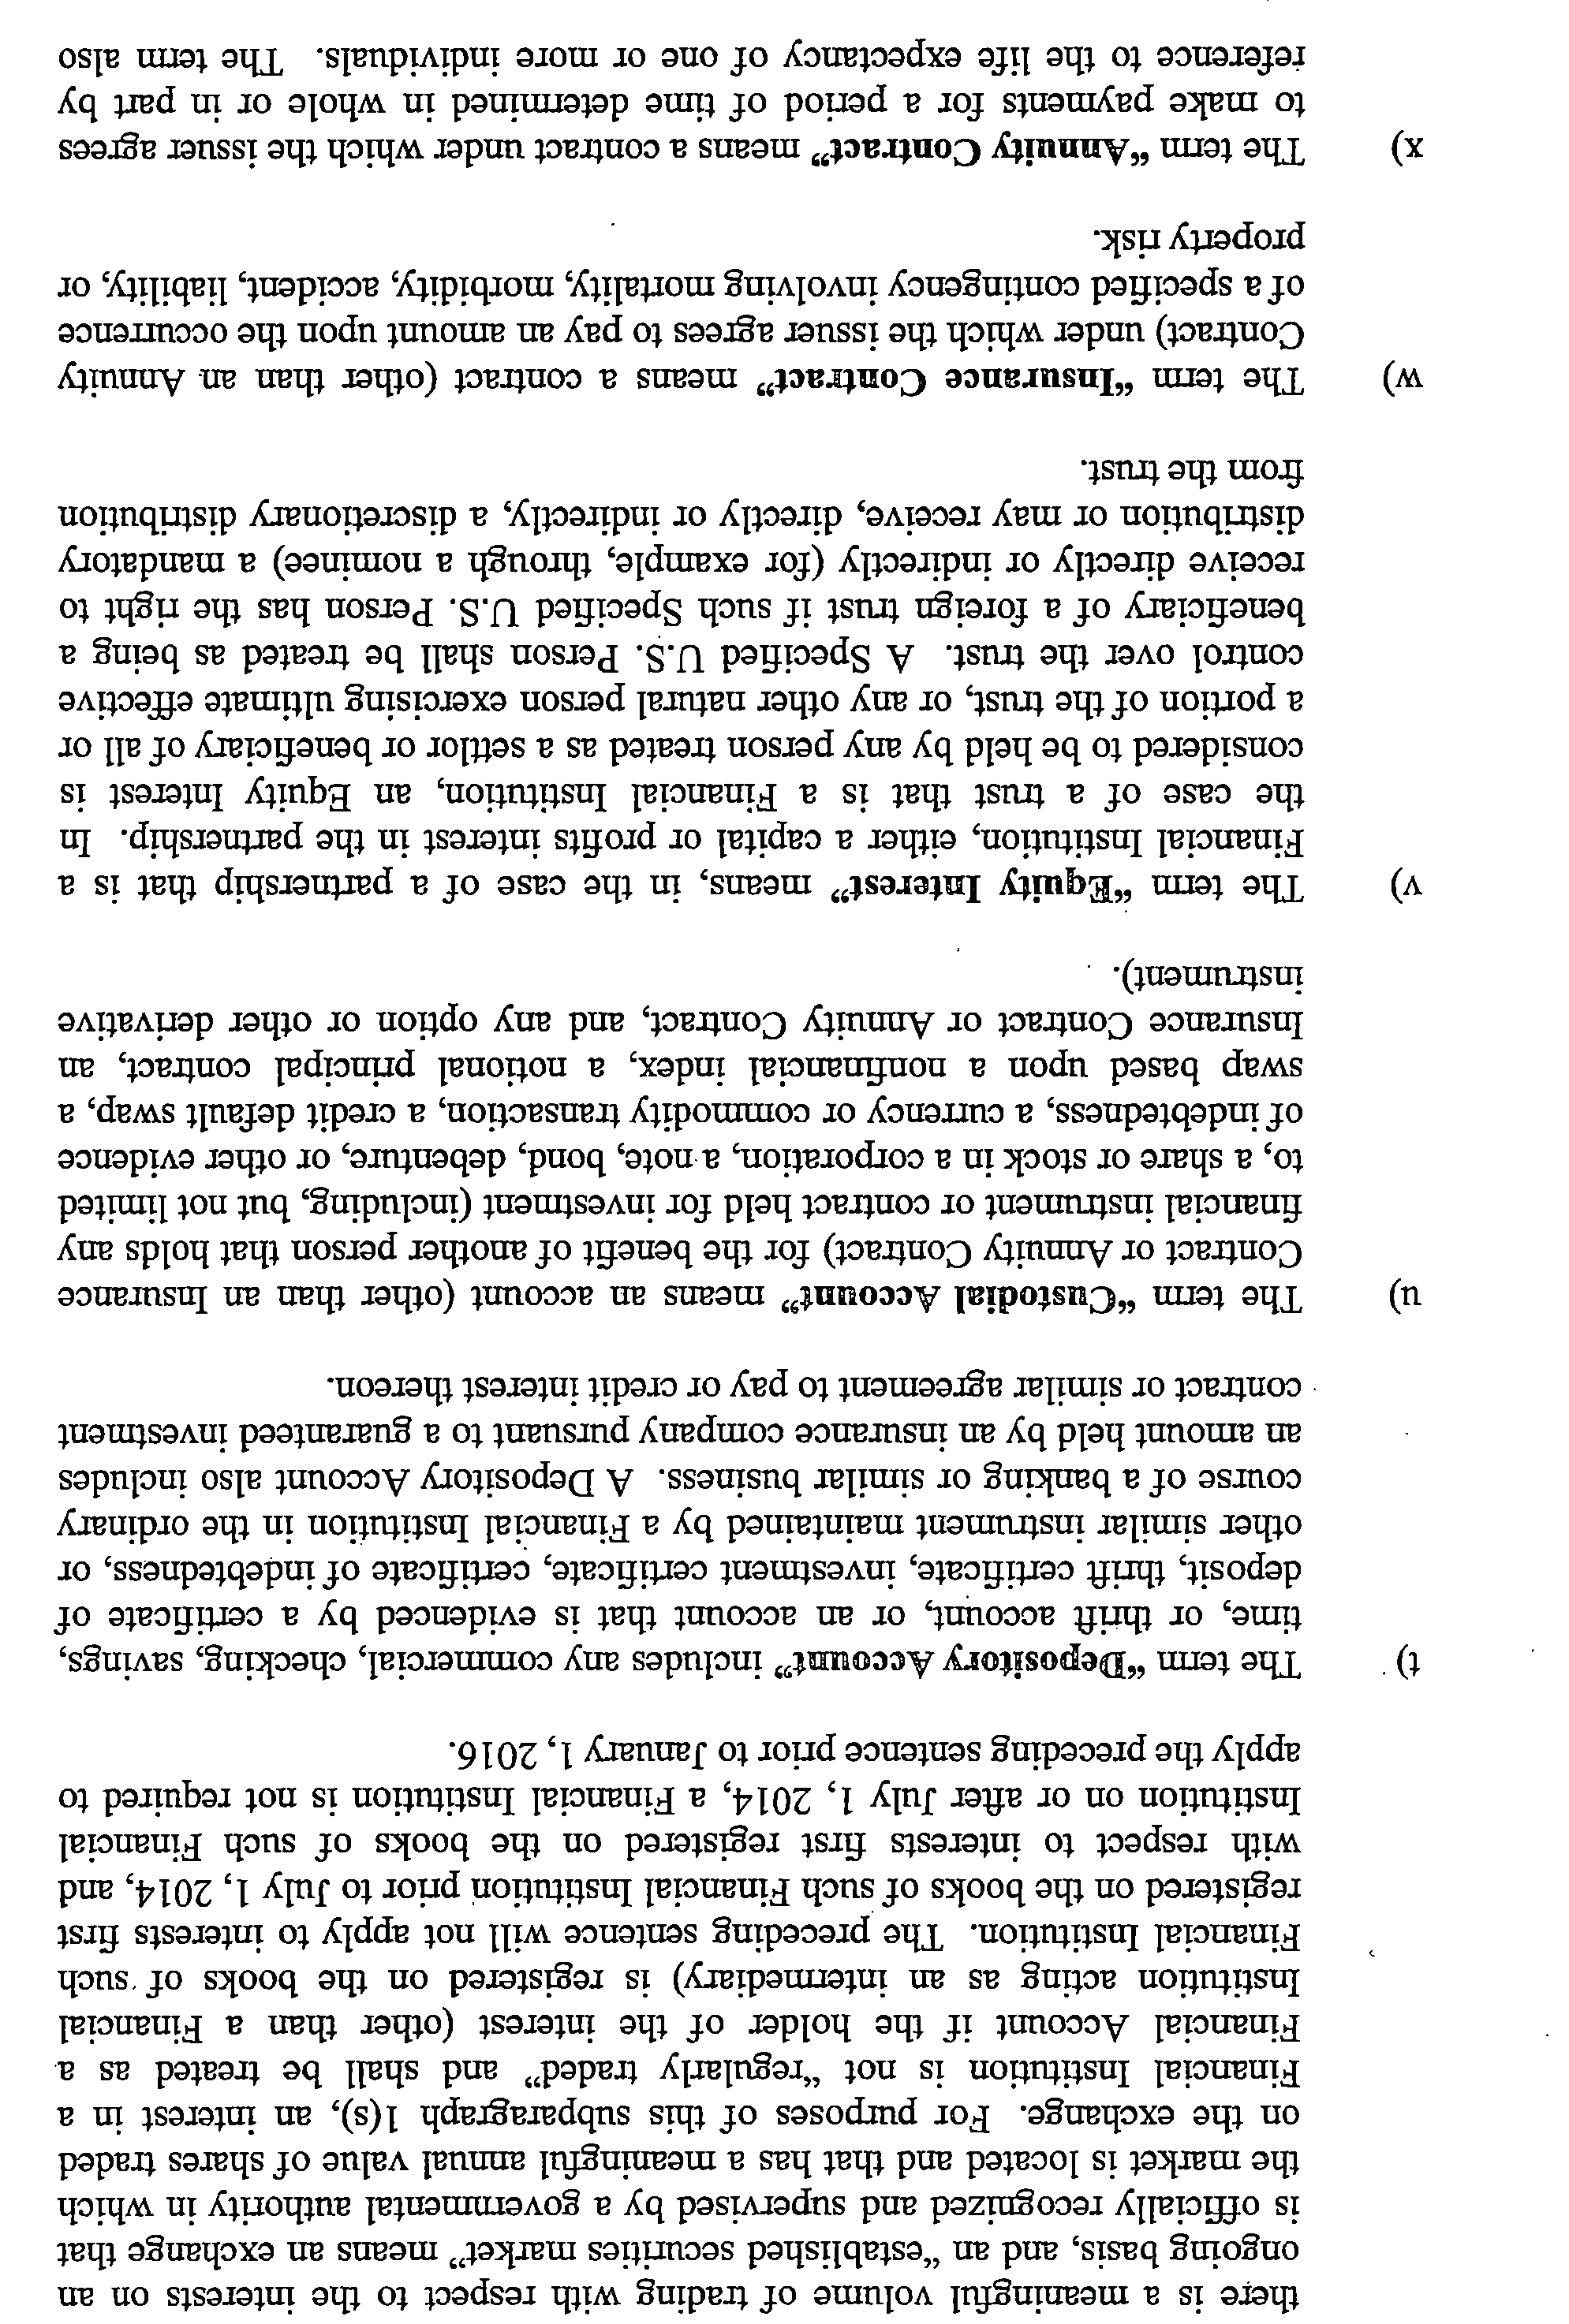 there is a meaningful volume of trading with respect to the interests on an
ongoing basis, and an “established securities market” means an exchange that
is officially recognized and supervised by a governmental authority in which
the market is located and that has a meaningful annual value of shares traded
on the exchange. For purposes of this subparagraph 1(s), an interest in a
Financial Institution is not “regularly traded” and shall be treated as a
Financial Account if the holder of the interest (other than a Financial
Institution acting as an intermediary) is registered on the books of such
Financial Institution. The preceding sentence will not apply to interests first
registered on the books of such Financial Institution prior to July 1, 2014, and
with respect to interests first registered on the books of such Financial
Institution on or after July 1, 2014, a Financial Institution is not required to
apply the preceding sentence prior to January 1, 2016.
t) The term “Depository Account” includes any commercial, checking, savings,
time, or thrift account, or an account that is evidenced by a certificate of
deposit, thrift certificate, investment certificate, certificate of indebtedness, or
other similar instrument maintained by a Financial Institution in the ordinary
course of a banking or similar business. A Depository Account also includes
an amount held by an insurance company pursuant to a guaranteed investment
contract or similar agreement to pay or credit interest thereon.
u) The term “Custodial Account” means an account (other than an Insurance
Contract or Annuity Contract) for the benefit of another person that holds any
financial instrument or contract held for investment (including, but not limited
to, a share or stock in a corporation, a note, bond, debenture, or other evidence
of indebtedness, a currency or commodity transaction, a credit default swap, a
swap based upon a nonfinancial index, a notional principal contract, an
Insurance Contract or Annuity Contract, and any option or other derivative
instrument).
v) The term “Equity Interest” means, in the case of a partnership that is a
Financial Institution, either a capital or profits interest in the partnership. In
the case of a trust that is a Financial Institution, an Equity Interest is
considered to be held by any person treated as a settlor or beneficiary of all or
a portion of the trust, or any other natural person exercising ultimate effective
control over the trust. A Specified U.S. Person shall be treated as being a
beneficiary of a foreign trust if such Specified U.S. Person has the right to
receive directly or indirectly (for example, through a nominee) a mandatory
distribution or may receive, directly or indirectly, a discretionary distribution
from the trust.
w) The term “Insurance Contract” means a contract (other than an Annuity
Contract) under which the issuer agrees to pay an amount upon the occurrence
of a specified contingency involving mortality, morbidity, accident, liability, or
property risk.
x) The term “Annuity Contract” means a contract under which the issuer agrees
to make payments for a period of time determined in whole or in part by
reference to the life expectancy of one or more individuals. The term also